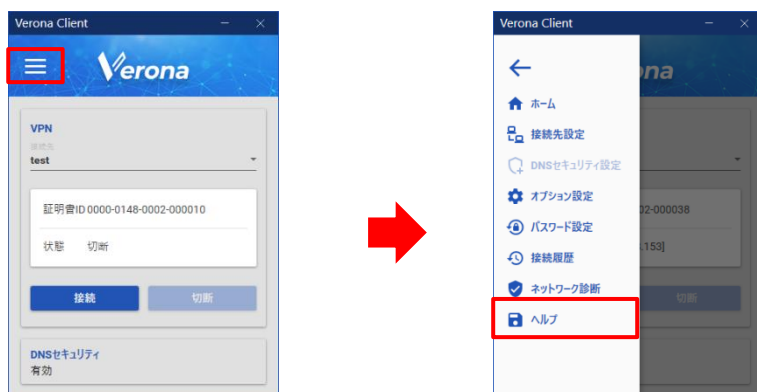 Verona Client
Verona
VPN
接続先
test
証明書ID 0000-0148-0002-000010
状態 切断
接続 切断
DNSセキュリティ
有効
Verona Client
na
ホーム
接続先設定
DNSセキュリティ設定
オプション設定
02-000038
パスワード設定
.153]
接続履歴
ネットワーク診断
切断
ヘルプ